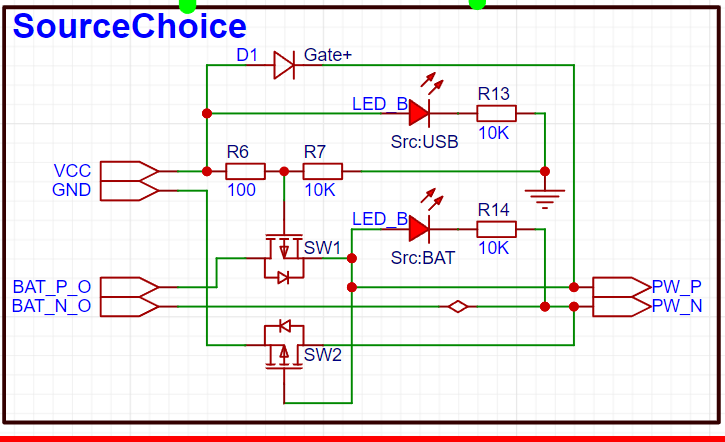 SourceChoice
D1 Gate+
LED_B R13
10K
Src:USB
R6 R7
VCC
GND 100 10K
LED_B R14
10K
SW1 Src:BAT
BAT_P_O PW_P
BAT_N_O PW_N
SW2